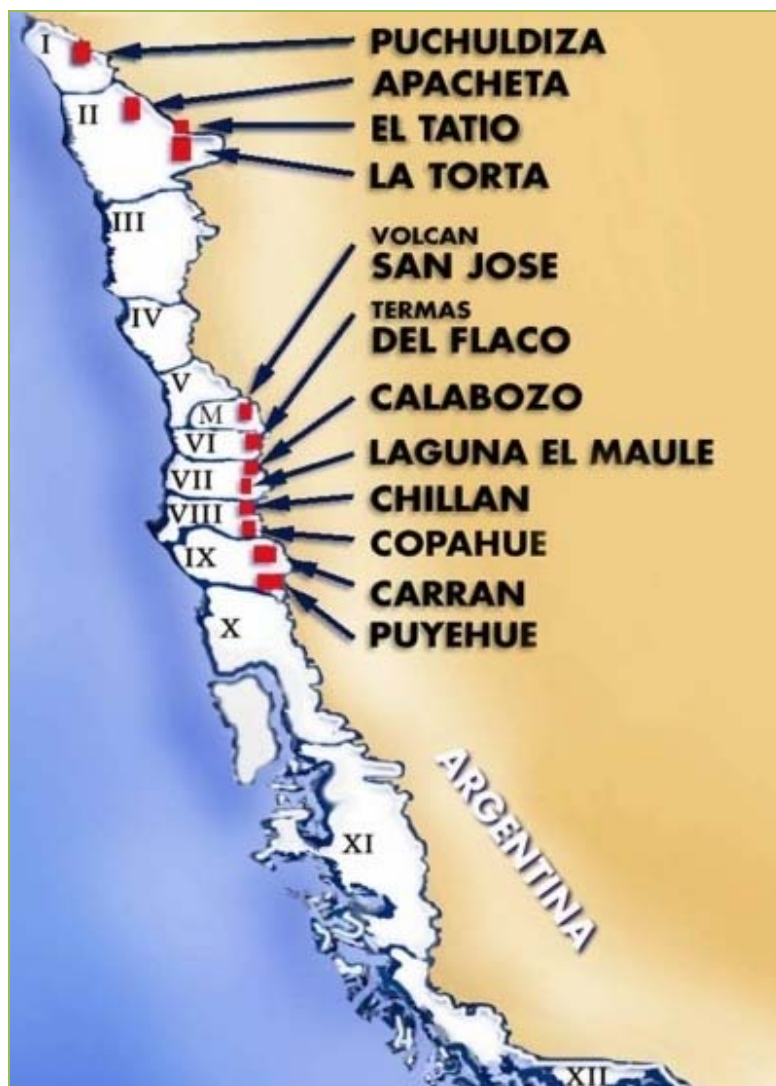 I
PUCHULDIZA
APACHETA
II
EL TATIO
LA TORTA
III
VOLCAN
SAN JOSE
TERMAS
DEL FLACO
IV
V
CALABOZO
M
VI
LAGUNA EL MAULE
VII
CHILLAN
VIII
COPAHUE
IX
CARRAN
PUYEHUE
X
ARGENTINA
XI
XII